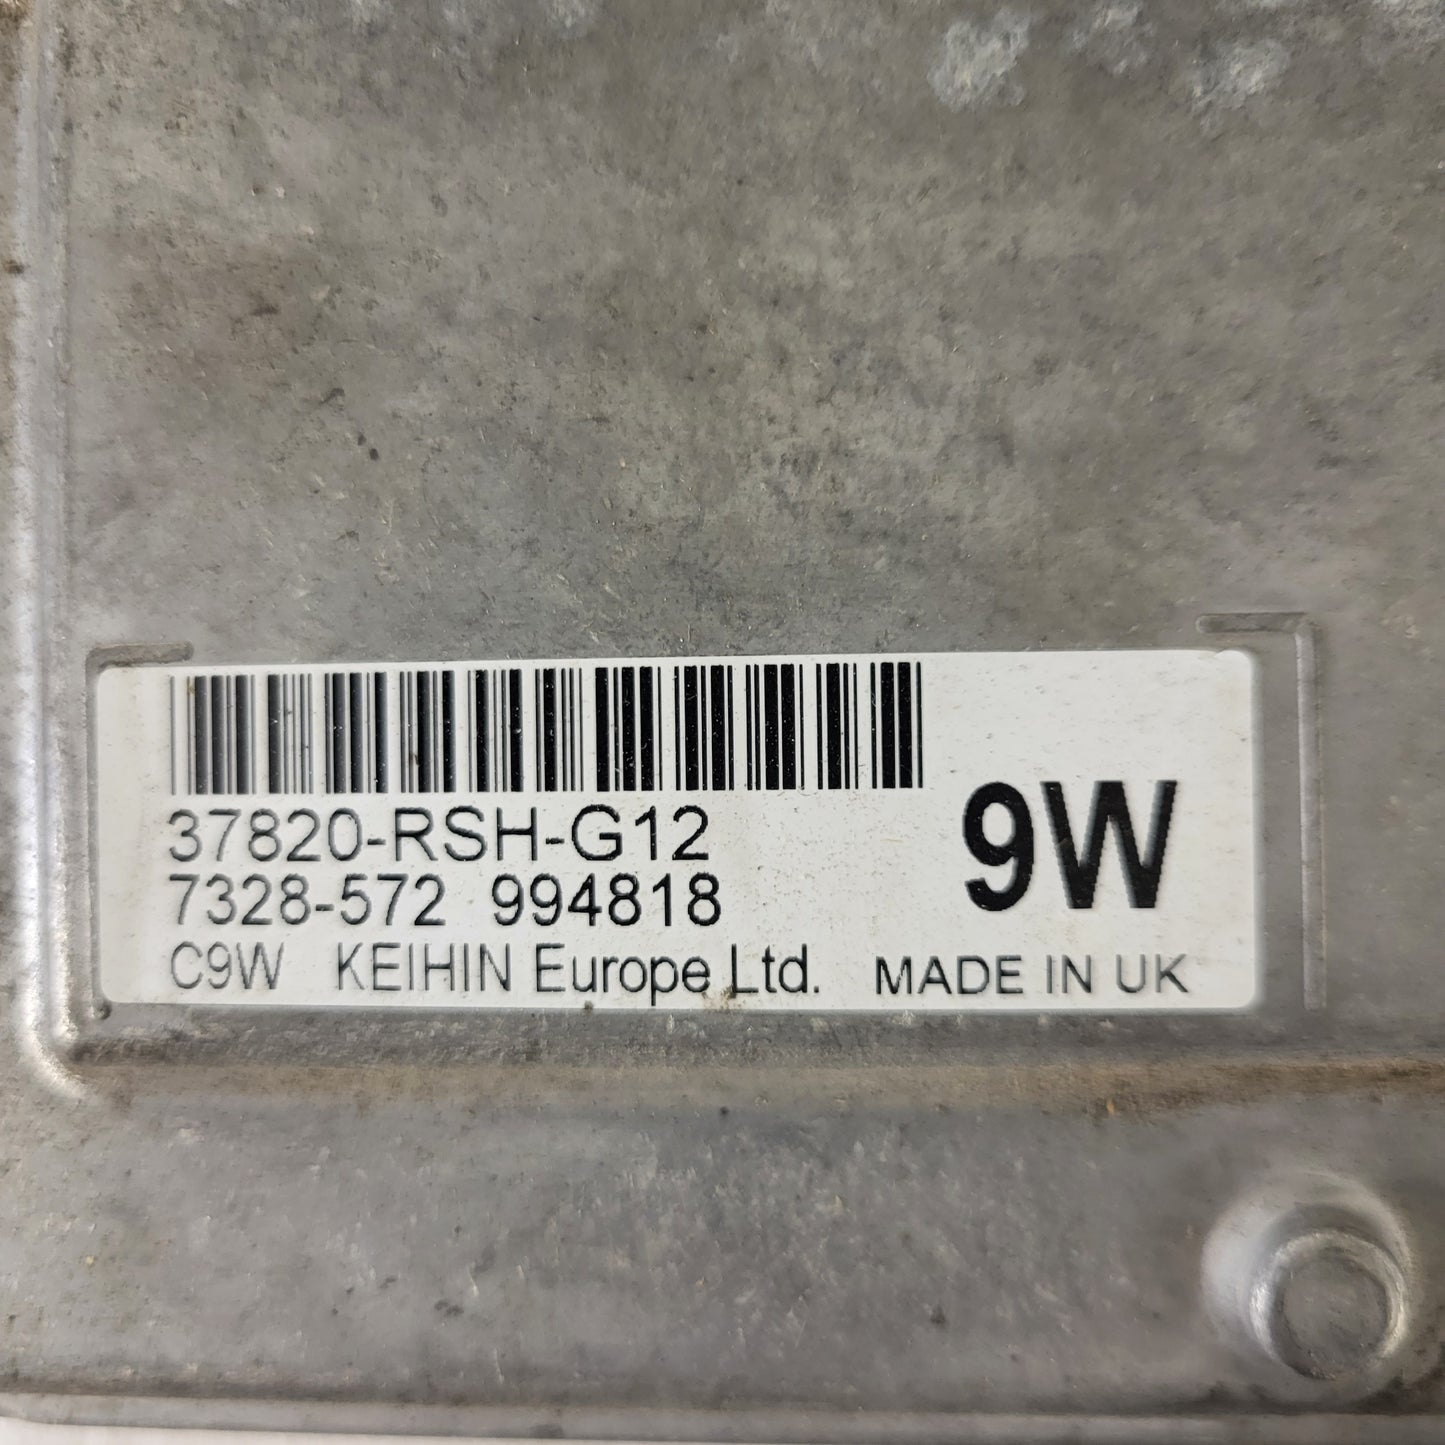 37820-RSH-G12
9W
7328-572 994818
C9W KEIHIN Europe Ltd. MADE IN UK